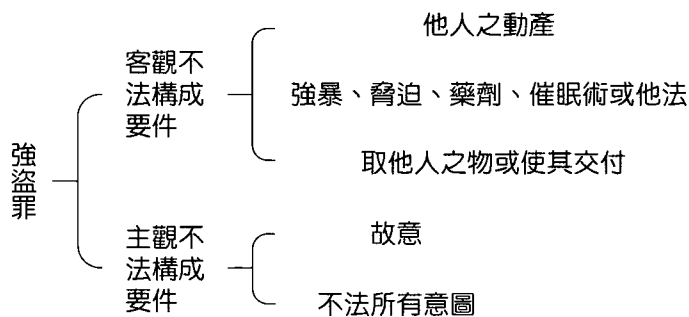 強盜罪
客觀不
法構成
要件
他人之動產
強暴、脅迫、藥劑、催眠術或他法
取他人之物或使其交付
主觀不
法構成
要件
故意
不法所有意圖